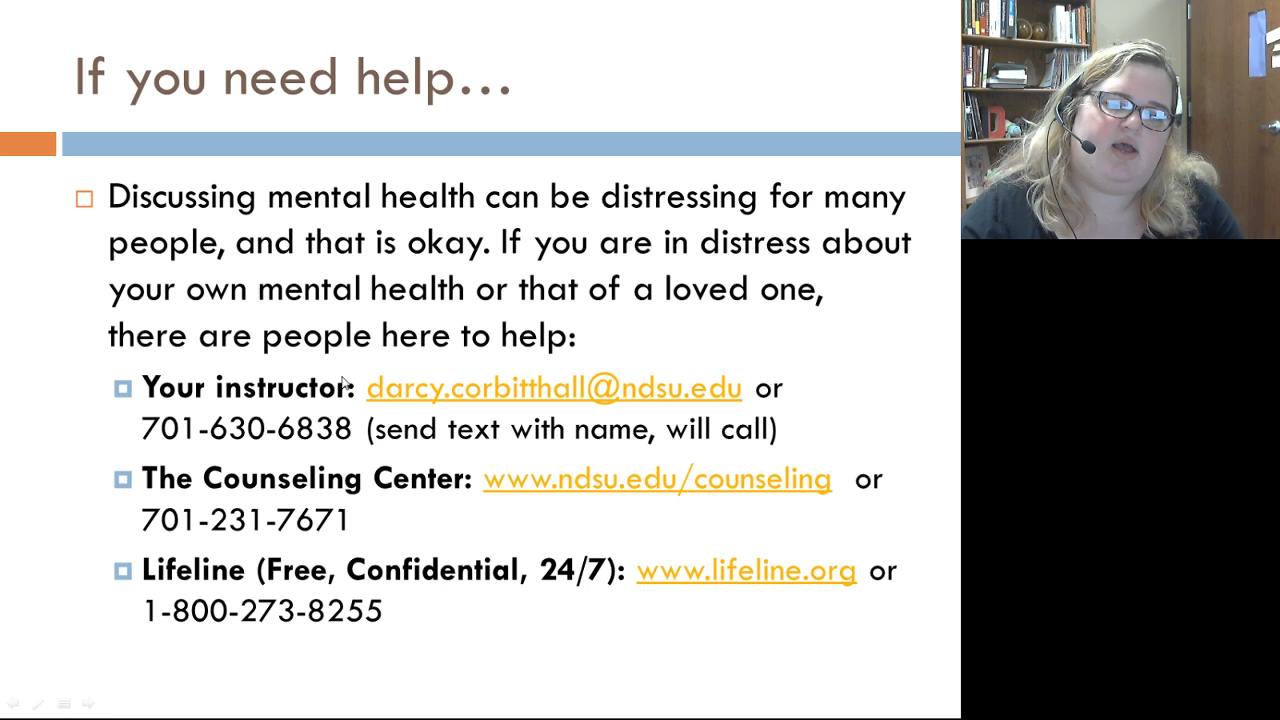 If you need help...
Discussing mental health can be distressing for many
people, and that is okay. If you are in distress about
your own mental health or that of a loved one,
there are people here to help:
Your instructor: darcy.corbitthall@ndsu.edu or
701-630-6838 (send text with name, will call)
The Counseling Center: www.ndsu.edu/counseling or
701-231-7671
Lifeline (Free, Confidential, 24/7): www.lifeline.org or
1-800-273-8255